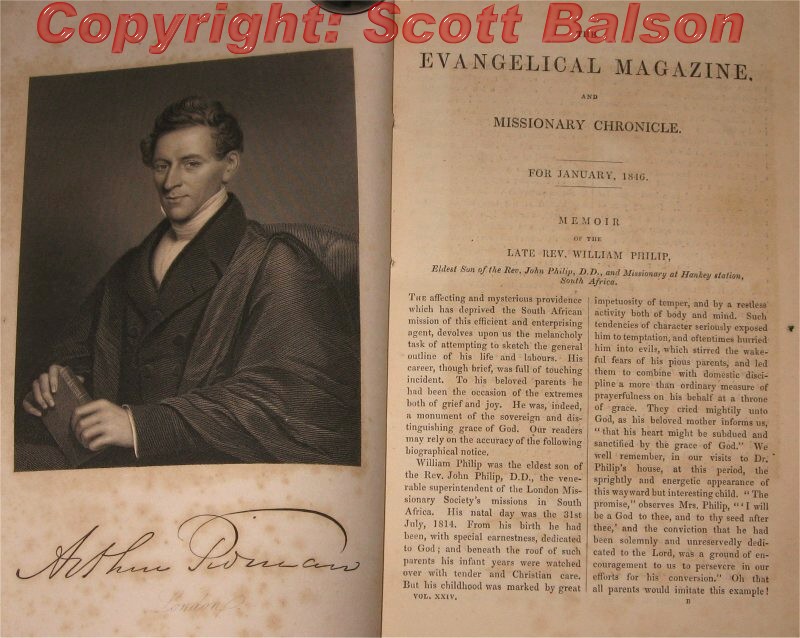 Copyright: Scott Balson
THE
EVANGELICAL MAGAZINE,
AND
MISSIONARY CHRONICLE.
FOR JANUARY, 1846.
MEMOIR
OF THE
LATE REV. WILLIAM PHILIP,
Eldest Son of the Rev. John Philip, D.D., and Missionary at Hankey station,
South Africa.
THE affecting and mysterious providence
which has deprived the South African
mission of this efficient and enterprising
agent, devolves upon us the melancholy
task of attempting to sketch the general
outline of his life and labours. His
career, though brief, was full of touching
incident. To his beloved parents he
had been the occasion of the extremes
both of grief and joy. He was, indeed,
a monument of the sovereign and dis-
tinguishing grace of God. Our readers
may rely on the accuracy of the following
biographical notice.
William Philip was the eldest son of
the Rev. John Philip, D.D., the vene-
rable superintendent of the London Mis-
sionary Society's missions in South
Africa. His natal day was the 31st
July, 1814. From his birth he had
been, with special earnestness, dedicated
to God; and beneath the roof of such
parents his infant years were watched
over with tender and Christian care.
But his childhood was marked by great
VOL. XXIV.
impetuosity of temper, and by a restless
activity both of body and mind. Such
tendencies of character seriously exposed
him to temptation, and oftentimes hurried
him into evils, which stirred the wake-
ful fears of his pious parents, and led
them to combine with domestic disci-
pline a more than ordinary measure of
prayerfulness on his behalf at a throne
of grace. They cried mightily unto
God, as his beloved mother informs us,
"that his heart might be subdued and
sanctified by the grace of God." We
well remember, in our visits to Dr.
Philip's house, at this period, the
sprightly and energetic appearance of
this wayward but interesting child. "The
promise," observes Mrs. Philip, "'I will
be a God to thee, and to thy seed after
thee,' and the conviction that he had
been solemnly and unreservedly dedi-
cated to the Lord, was a ground of en-
couragement to us to persevere in our
efforts for his conversion." Oh that
all parents would imitate this example!
B
Arthur Tidman
London